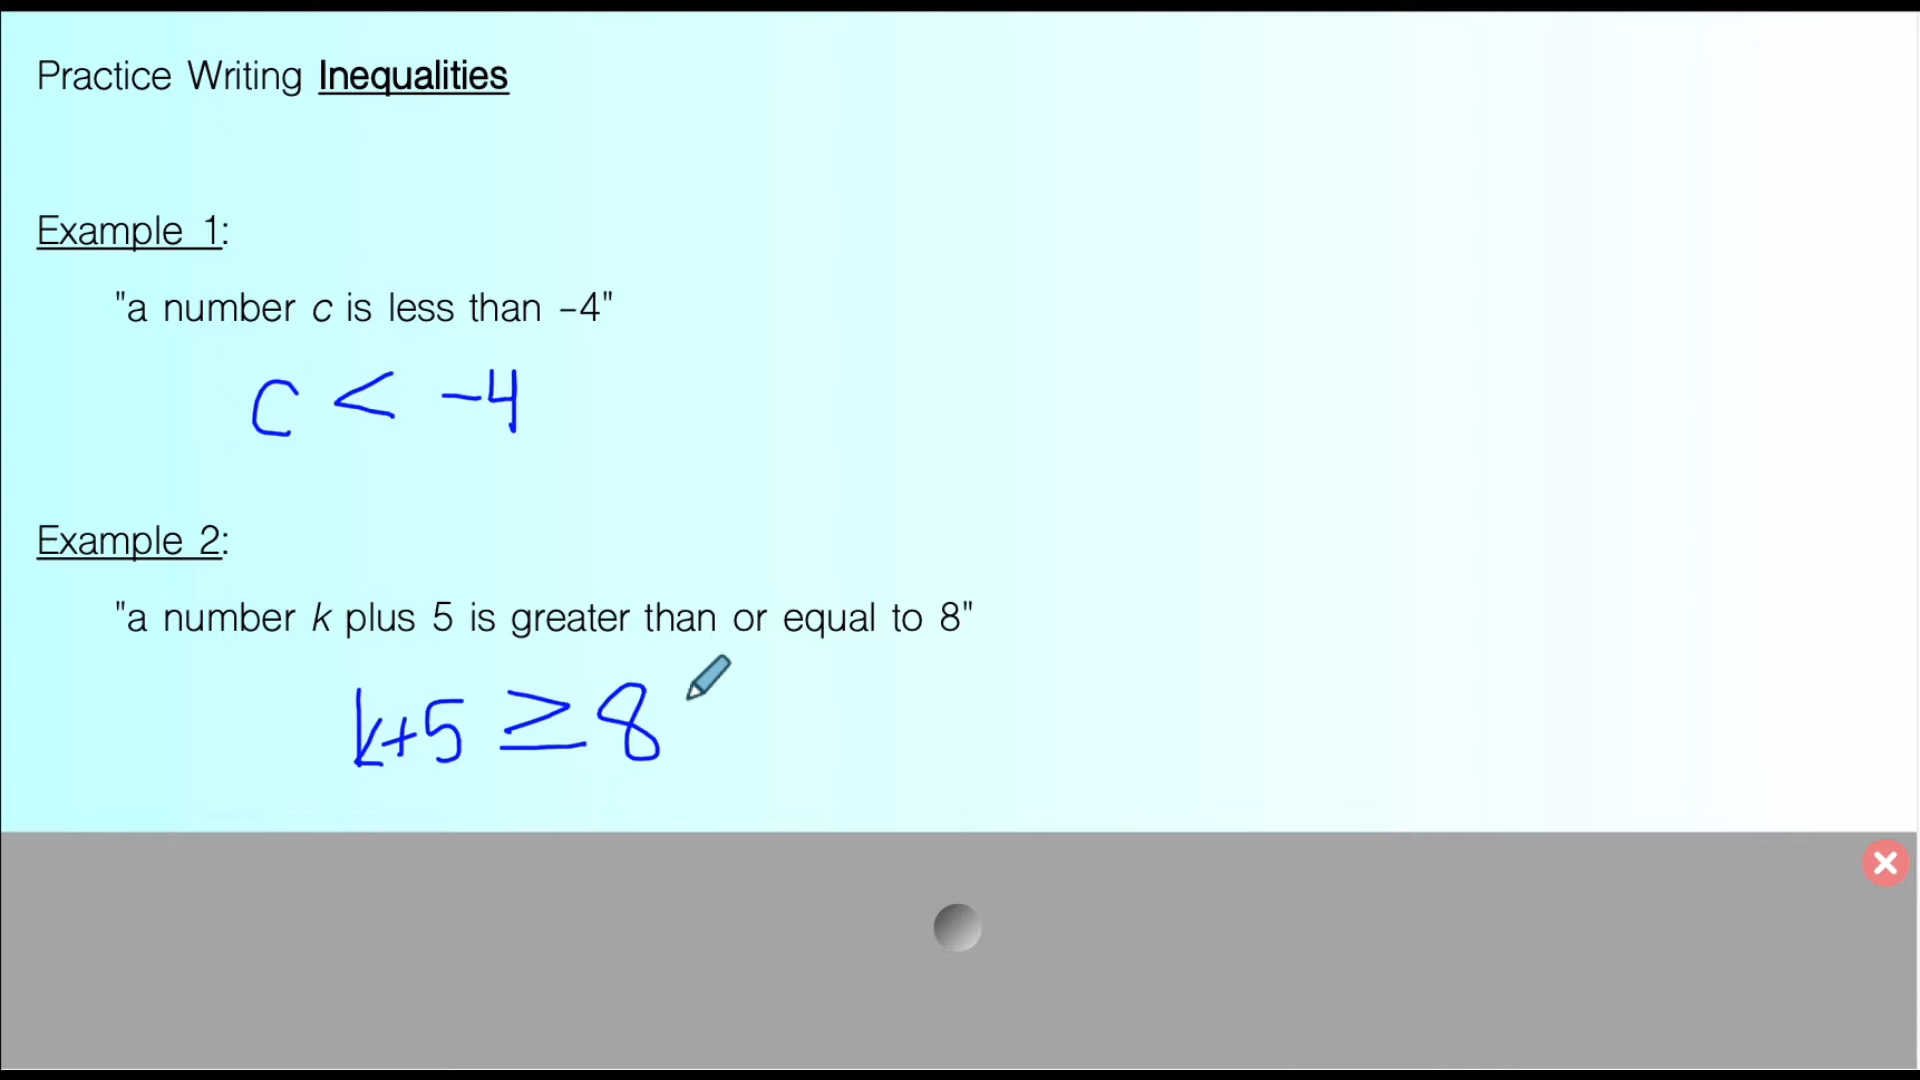 Practice Writing Inequalities
Example 1:
"a number c is less than -4"
c < -4
Example 2:
"a number k plus 5 is greater than or equal to 8"
k+5 ≥ 8